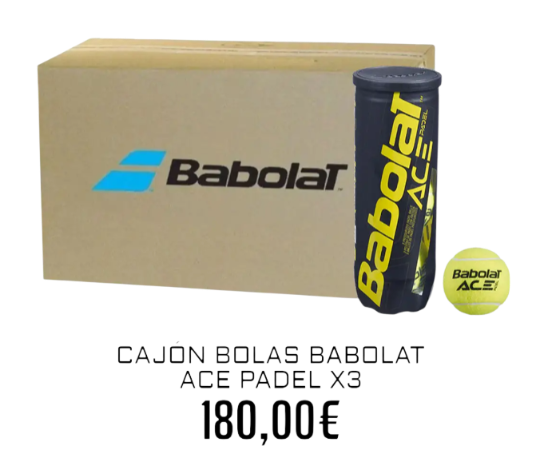 Babolat
Babolat
ACE
PADEL
Babolat
ACE
CAJÓN BOLAS BABOLAT
ACE PADEL X3
180,00€